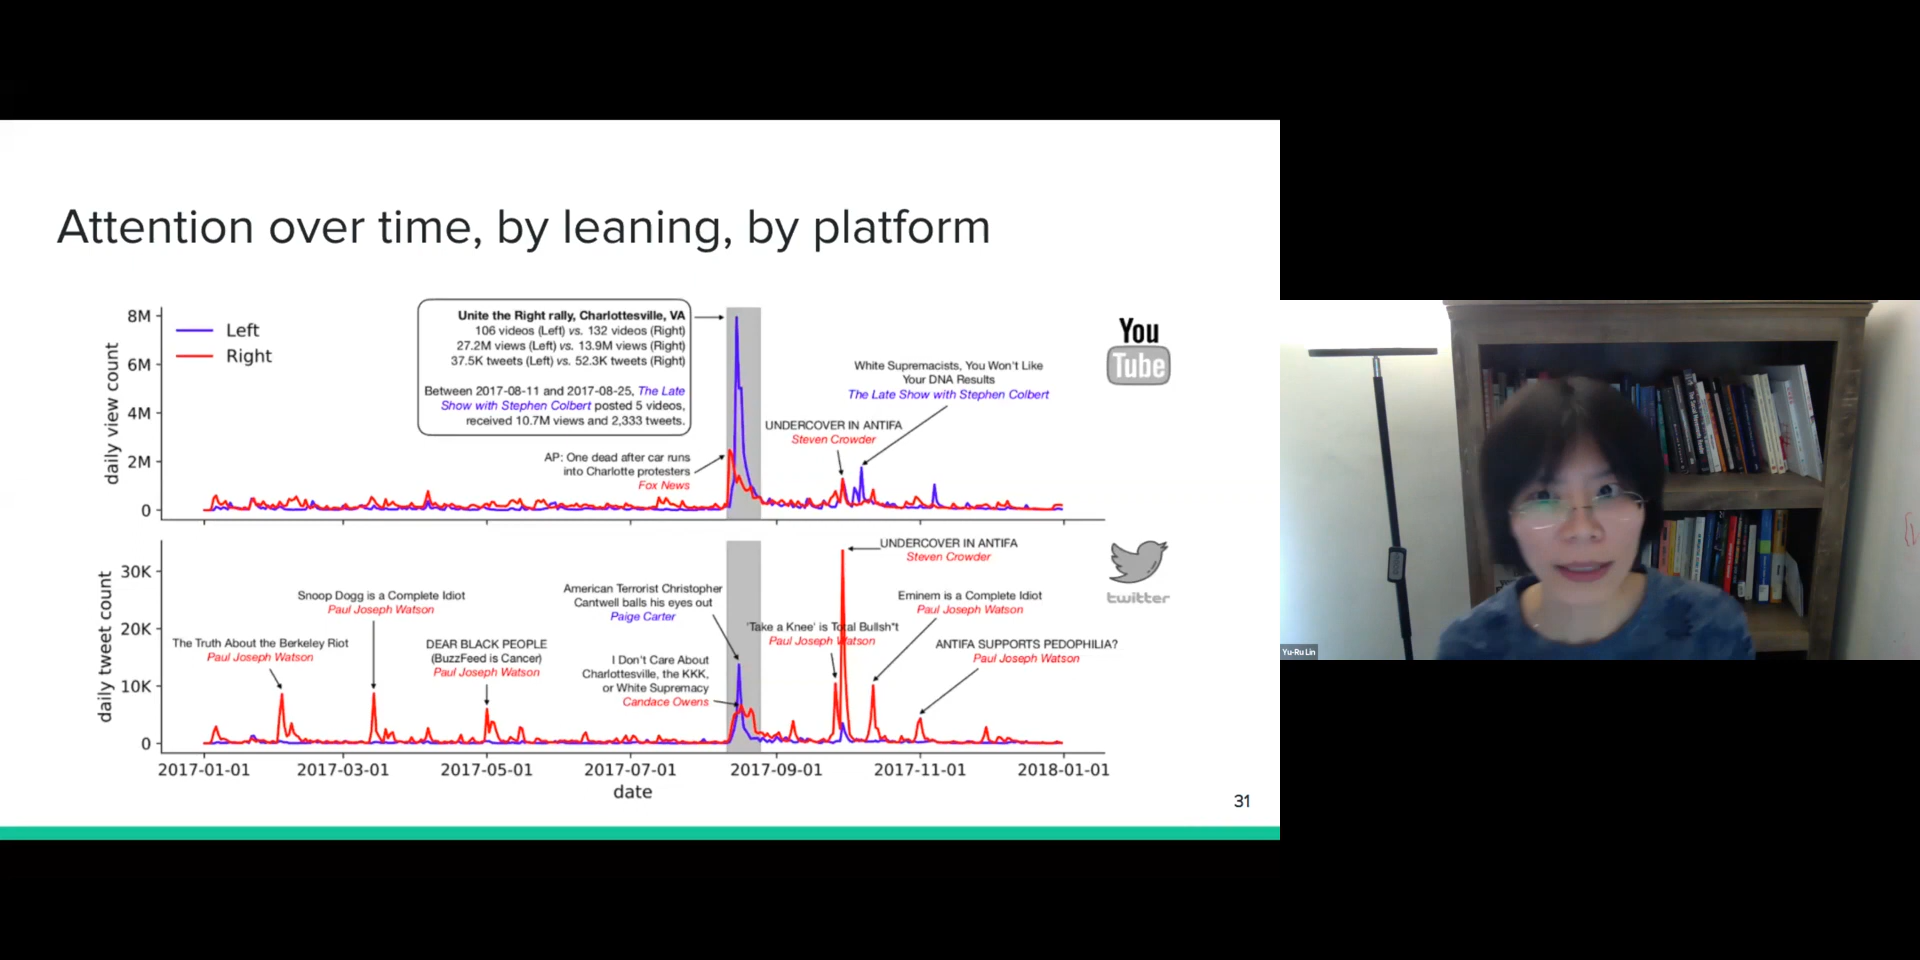 Attention over time, by leaning, by platform
8M
6M
4M
2M
0
daily view count
Left
Right
Unite the Right rally, Charlottesville, VA
106 videos (Left) vs. 132 videos (Right)
27.2M views (Left) vs. 13.9M views (Right)
37.5K tweets (Left) vs. 52.3K tweets (Right)
Between 2017-08-11 and 2017-08-25, The Late
Show with Stephen Colbert posted 5 videos,
received 10.7M views and 2,333 tweets.
AP: One dead after car runs
into Charlotte protesters
Fox News
UNDERCOVER IN ANTIFA
Steven Crowder
White Supremacists, You Won't Like
Your DNA Results
The Late Show with Stephen Colbert
You
Tube
30K
20K
10K
0
daily tweet count
The Truth About the Berkeley Riot
Paul Joseph Watson
Snoop Dogg is a Complete Idiot
Paul Joseph Watson
DEAR BLACK PEOPLE
(BuzzFeed is Cancer)
Paul Joseph Watson
American Terrorist Christopher
Cantwell balls his eyes out
Paige Carter
I Don't Care About
Charlottesville, the KKK,
or White Supremacy
Candace Owens
'Take a Knee' is Total Bullsh*t
Paul Joseph Watson
UNDERCOVER IN ANTIFA
Steven Crowder
Eminem is a Complete Idiot
Paul Joseph Watson
ANTIFA SUPPORTS PEDOPHILIA?
Paul Joseph Watson
twitter
2017-01-01 2017-03-01 2017-05-01 2017-07-01 2017-09-01 2017-11-01 2018-01-01
date
31
Yu-Ru Lin